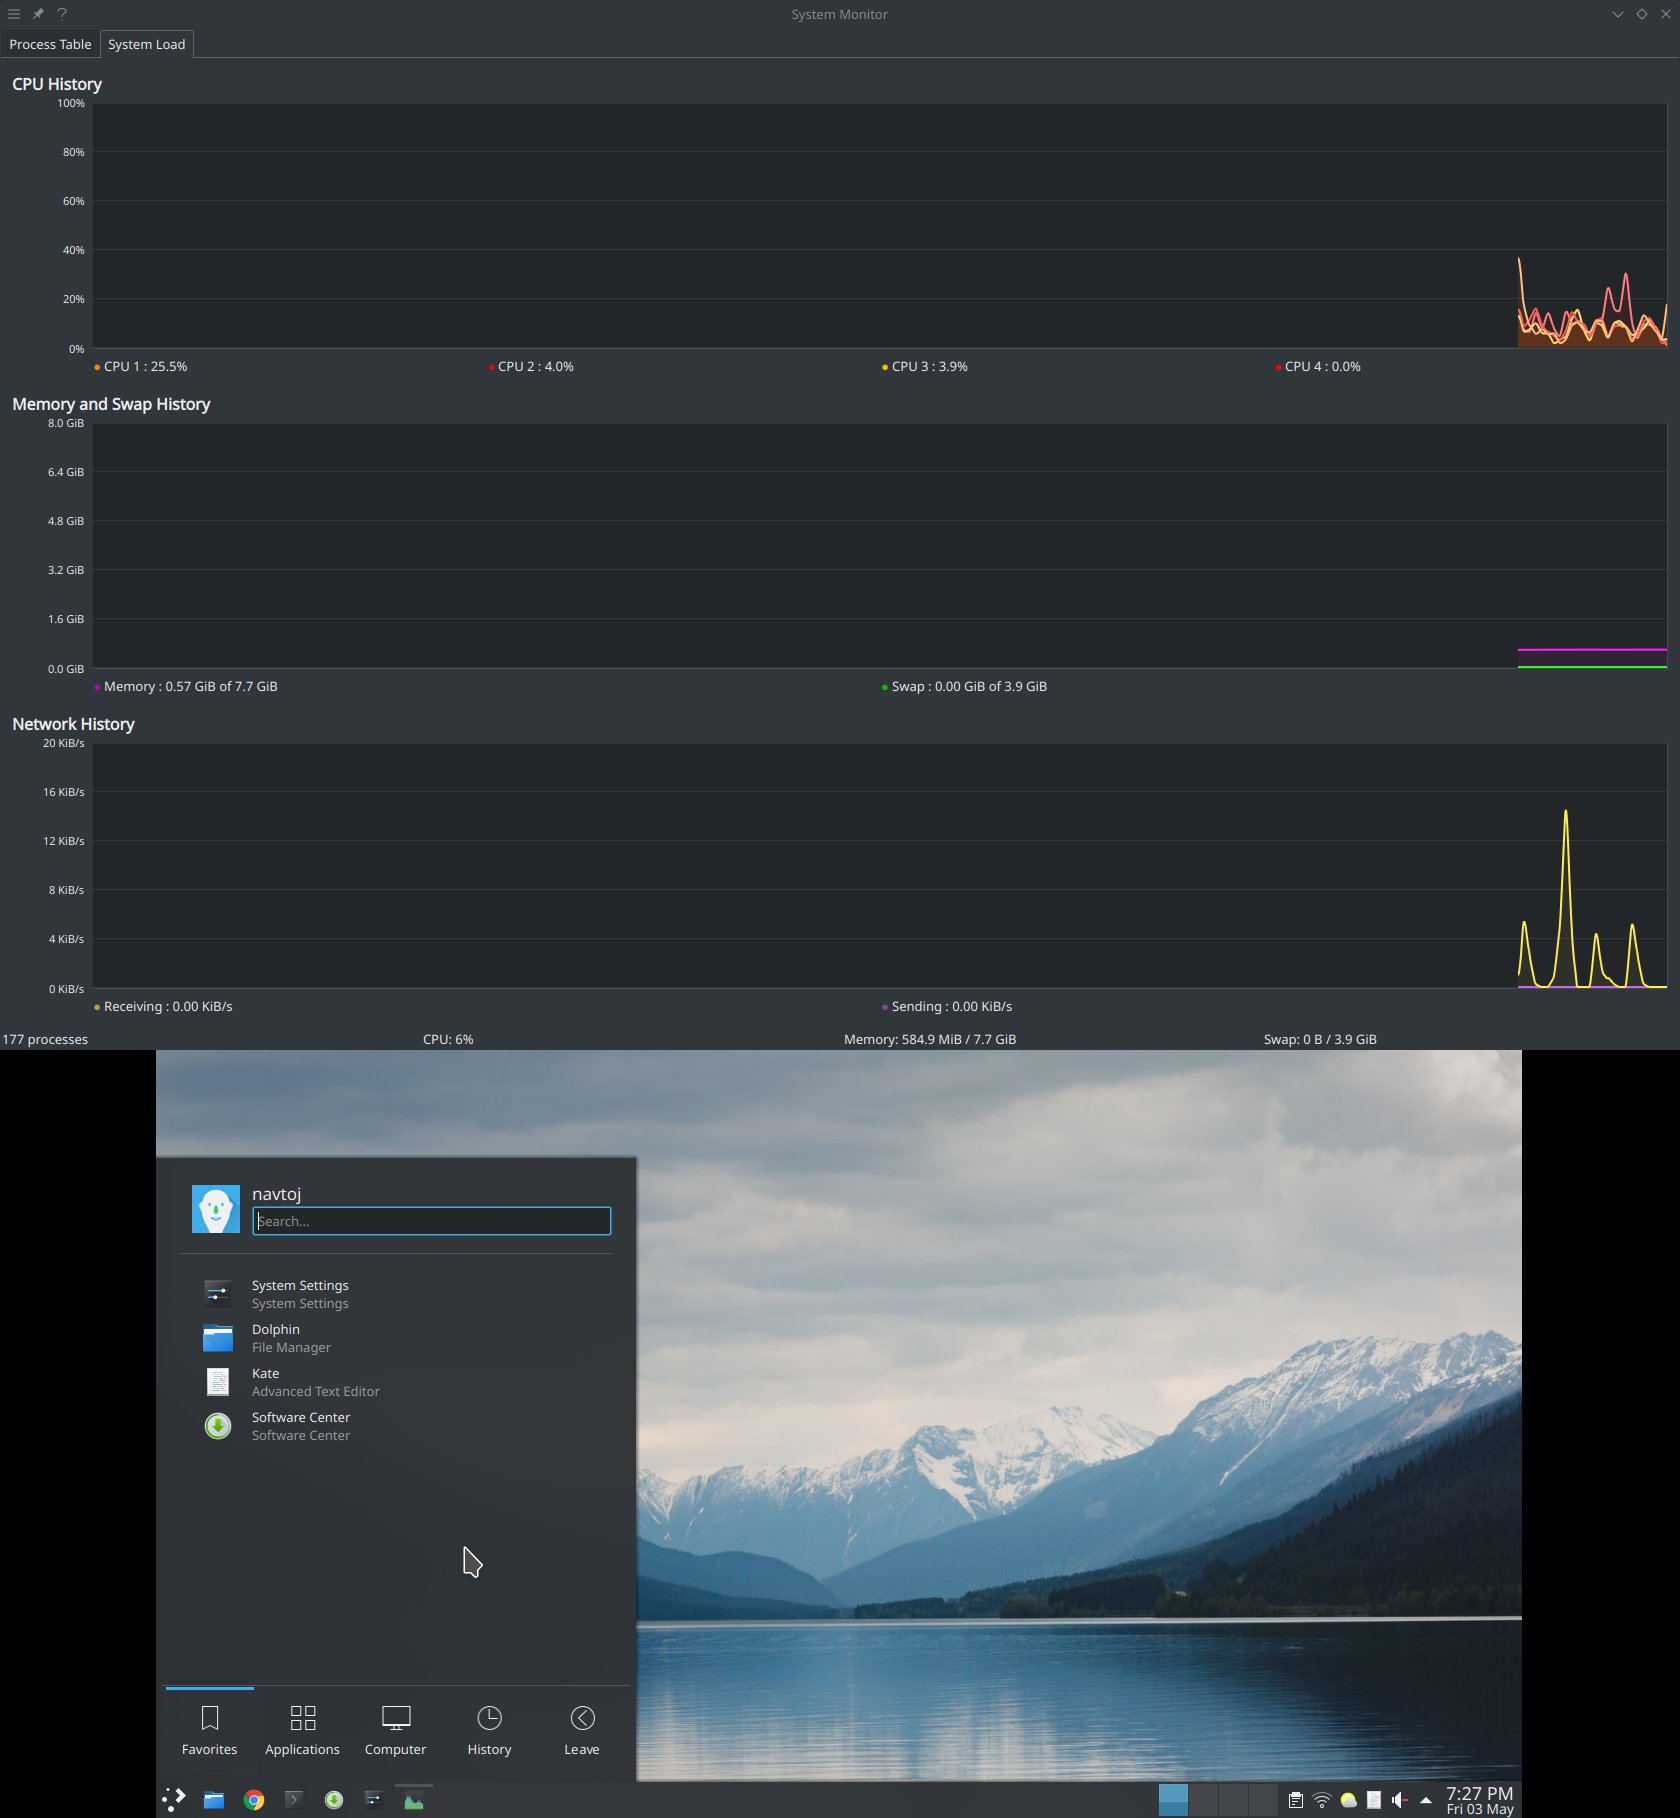 System Monitor
Process Table
System Load
CPU History
100%
80%
60%
40%
20%
0%
CPU 1 : 25.5%
CPU 2 : 4.0%
CPU 3 : 3.9%
CPU 4 : 0.0%
Memory and Swap History
8.0 GiB
6.4 GiB
4.8 GiB
3.2 GiB
1.6 GiB
0.0 GiB
Memory : 0.57 GiB of 7.7 GiB
Swap : 0.00 GiB of 3.9 GiB
Network History
20 KiB/s
16 KiB/s
12 KiB/s
8 KiB/s
4 KiB/s
0 KiB/s
Receiving : 0.00 KiB/s
Sending : 0.00 KiB/s
177 processes
CPU: 6%
Memory: 584.9 MiB / 7.7 GiB
Swap: 0 B / 3.9 GiB
navtoj
Search...
System Settings
System Settings
Dolphin
File Manager
Kate
Advanced Text Editor
Software Center
Software Center
Favorites
Applications
Computer
History
Leave
7:27 PM
Fri 03 May